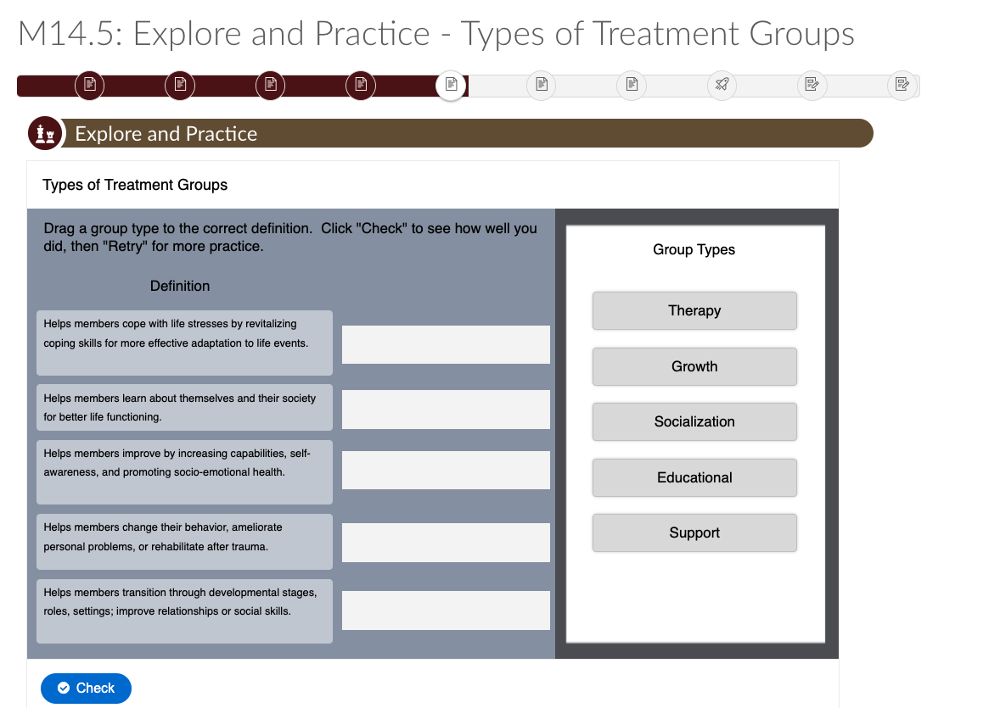 M14.5: Explore and Practice - Types of Treatment Groups
Explore and Practice
Types of Treatment Groups
Drag a group type to the correct definition.  Click "Check" to see how well you
did, then "Retry" for more practice.
Definition
Helps members cope with life stresses by revitalizing
coping skills for more effective adaptation to life events.
Helps members learn about themselves and their society
for better life functioning.
Helps members improve by increasing capabilities, self-
awareness, and promoting socio-emotional health.
Helps members change their behavior, ameliorate
personal problems, or rehabilitate after trauma.
Helps members transition through developmental stages,
roles, settings; improve relationships or social skills.
Group Types
Therapy
Growth
Socialization
Educational
Support
Check